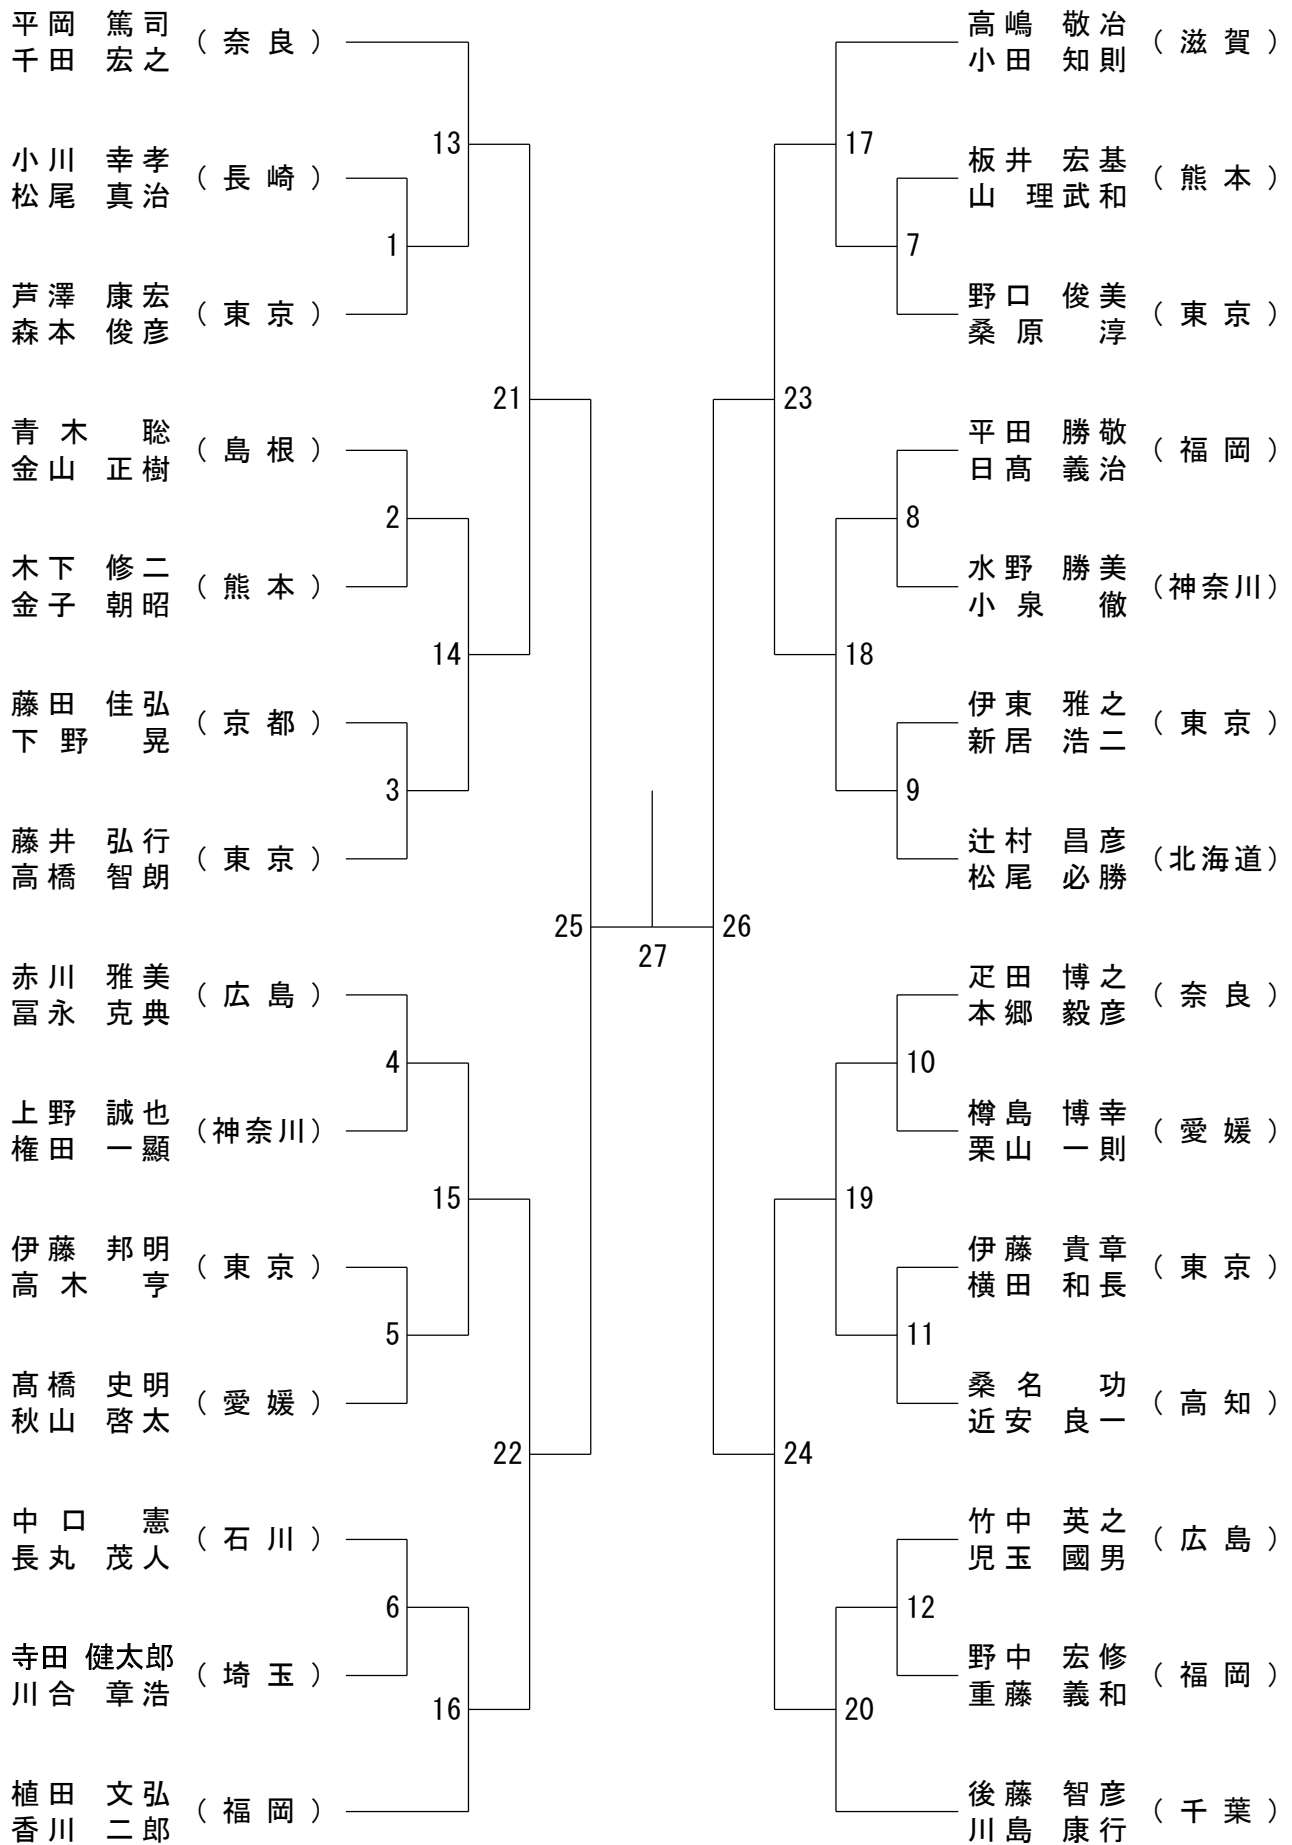 平岡 篤司
千田 宏之
(奈良)
小川 幸孝
松尾 真治
(長崎)
芦澤 康宏
森本 俊彦
(東京)
青木 聡
金山 正樹
(島根)
木下 修二
金子 朝昭
(熊本)
藤田 佳弘
下野 晃
(京都)
藤井 弘行
高橋 智朗
(東京)
赤川 雅美
冨永 克典
(広島)
上野 誠也
権田 一顯
(神奈川)
伊藤 邦明
高木 亨
(東京)
髙橋 史明
秋山 啓太
(愛媛)
中口 憲
長丸 茂人
(石川)
寺田 健太郎
川合 章浩
(埼玉)
植田 文弘
香川 二郎
(福岡)
1
2
3
4
5
6
13
14
15
16
21
22
25
27
26
23
24
17
18
19
20
7
8
9
10
11
12
高嶋 敬冶
小田 知則
(滋賀)
板井 宏基
山 理武和
(熊本)
野口 俊美
桑原 淳
(東京)
平田 勝敬
日髙 義治
(福岡)
水野 勝美
小泉 徹
(神奈川)
伊東 雅之
新居 浩二
(東京)
辻村 昌彦
松尾 必勝
(北海道)
疋田 博之
本郷 毅彦
(奈良)
樽島 博幸
栗山 一則
(愛媛)
伊藤 貴章
横田 和長
(東京)
桑名 功
近安 良一
(高知)
竹中 英之
児玉 國男
(広島)
野中 宏修
重藤 義和
(福岡)
後藤 智彦
川島 康行
(千葉)